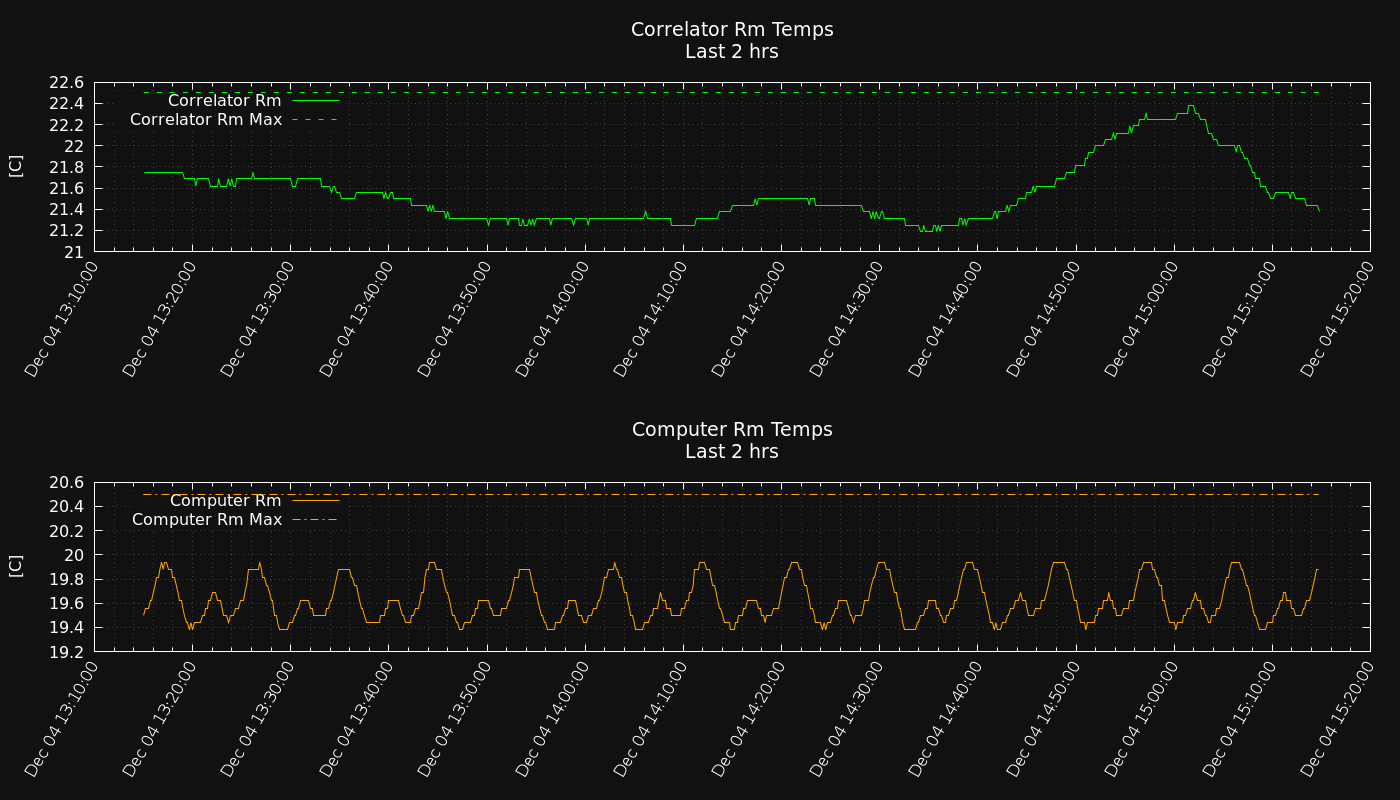 Correlator Rm Temps
Last 2 hrs
[C]
22.6
22.4
22.2
22
21.8
21.6
21.4
21.2
21
Correlator Rm
Correlator Rm Max
Dec 04 13:10:00
Dec 04 13:20:00
Dec 04 13:30:00
Dec 04 13:40:00
Dec 04 13:50:00
Dec 04 14:00:00
Dec 04 14:10:00
Dec 04 14:20:00
Dec 04 14:30:00
Dec 04 14:40:00
Dec 04 14:50:00
Dec 04 15:00:00
Dec 04 15:10:00
Dec 04 15:20:00
Computer Rm Temps
Last 2 hrs
[C]
20.6
20.4
20.2
20
19.8
19.6
19.4
19.2
Computer Rm
Computer Rm Max
Dec 04 13:10:00
Dec 04 13:20:00
Dec 04 13:30:00
Dec 04 13:40:00
Dec 04 13:50:00
Dec 04 14:00:00
Dec 04 14:10:00
Dec 04 14:20:00
Dec 04 14:30:00
Dec 04 14:40:00
Dec 04 14:50:00
Dec 04 15:00:00
Dec 04 15:10:00
Dec 04 15:20:00